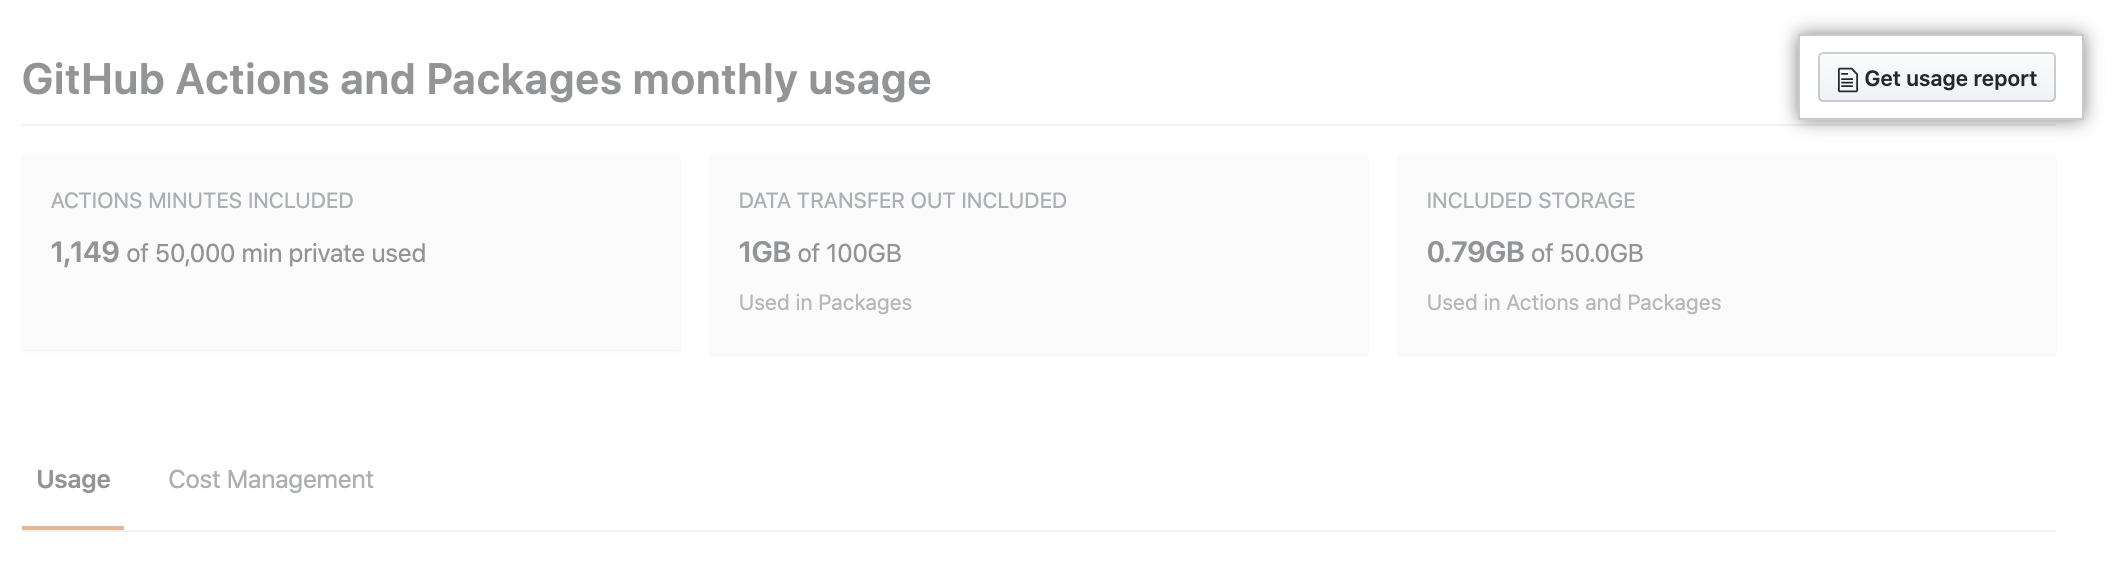 GitHub Actions and Packages monthly usage
Get usage report
ACTIONS MINUTES INCLUDED
1,149 of 50,000 min private used
DATA TRANSFER OUT INCLUDED
1GB of 100GB
Used in Packages
INCLUDED STORAGE
0.79GB of 50.0GB
Used in Actions and Packages
Usage
Cost Management